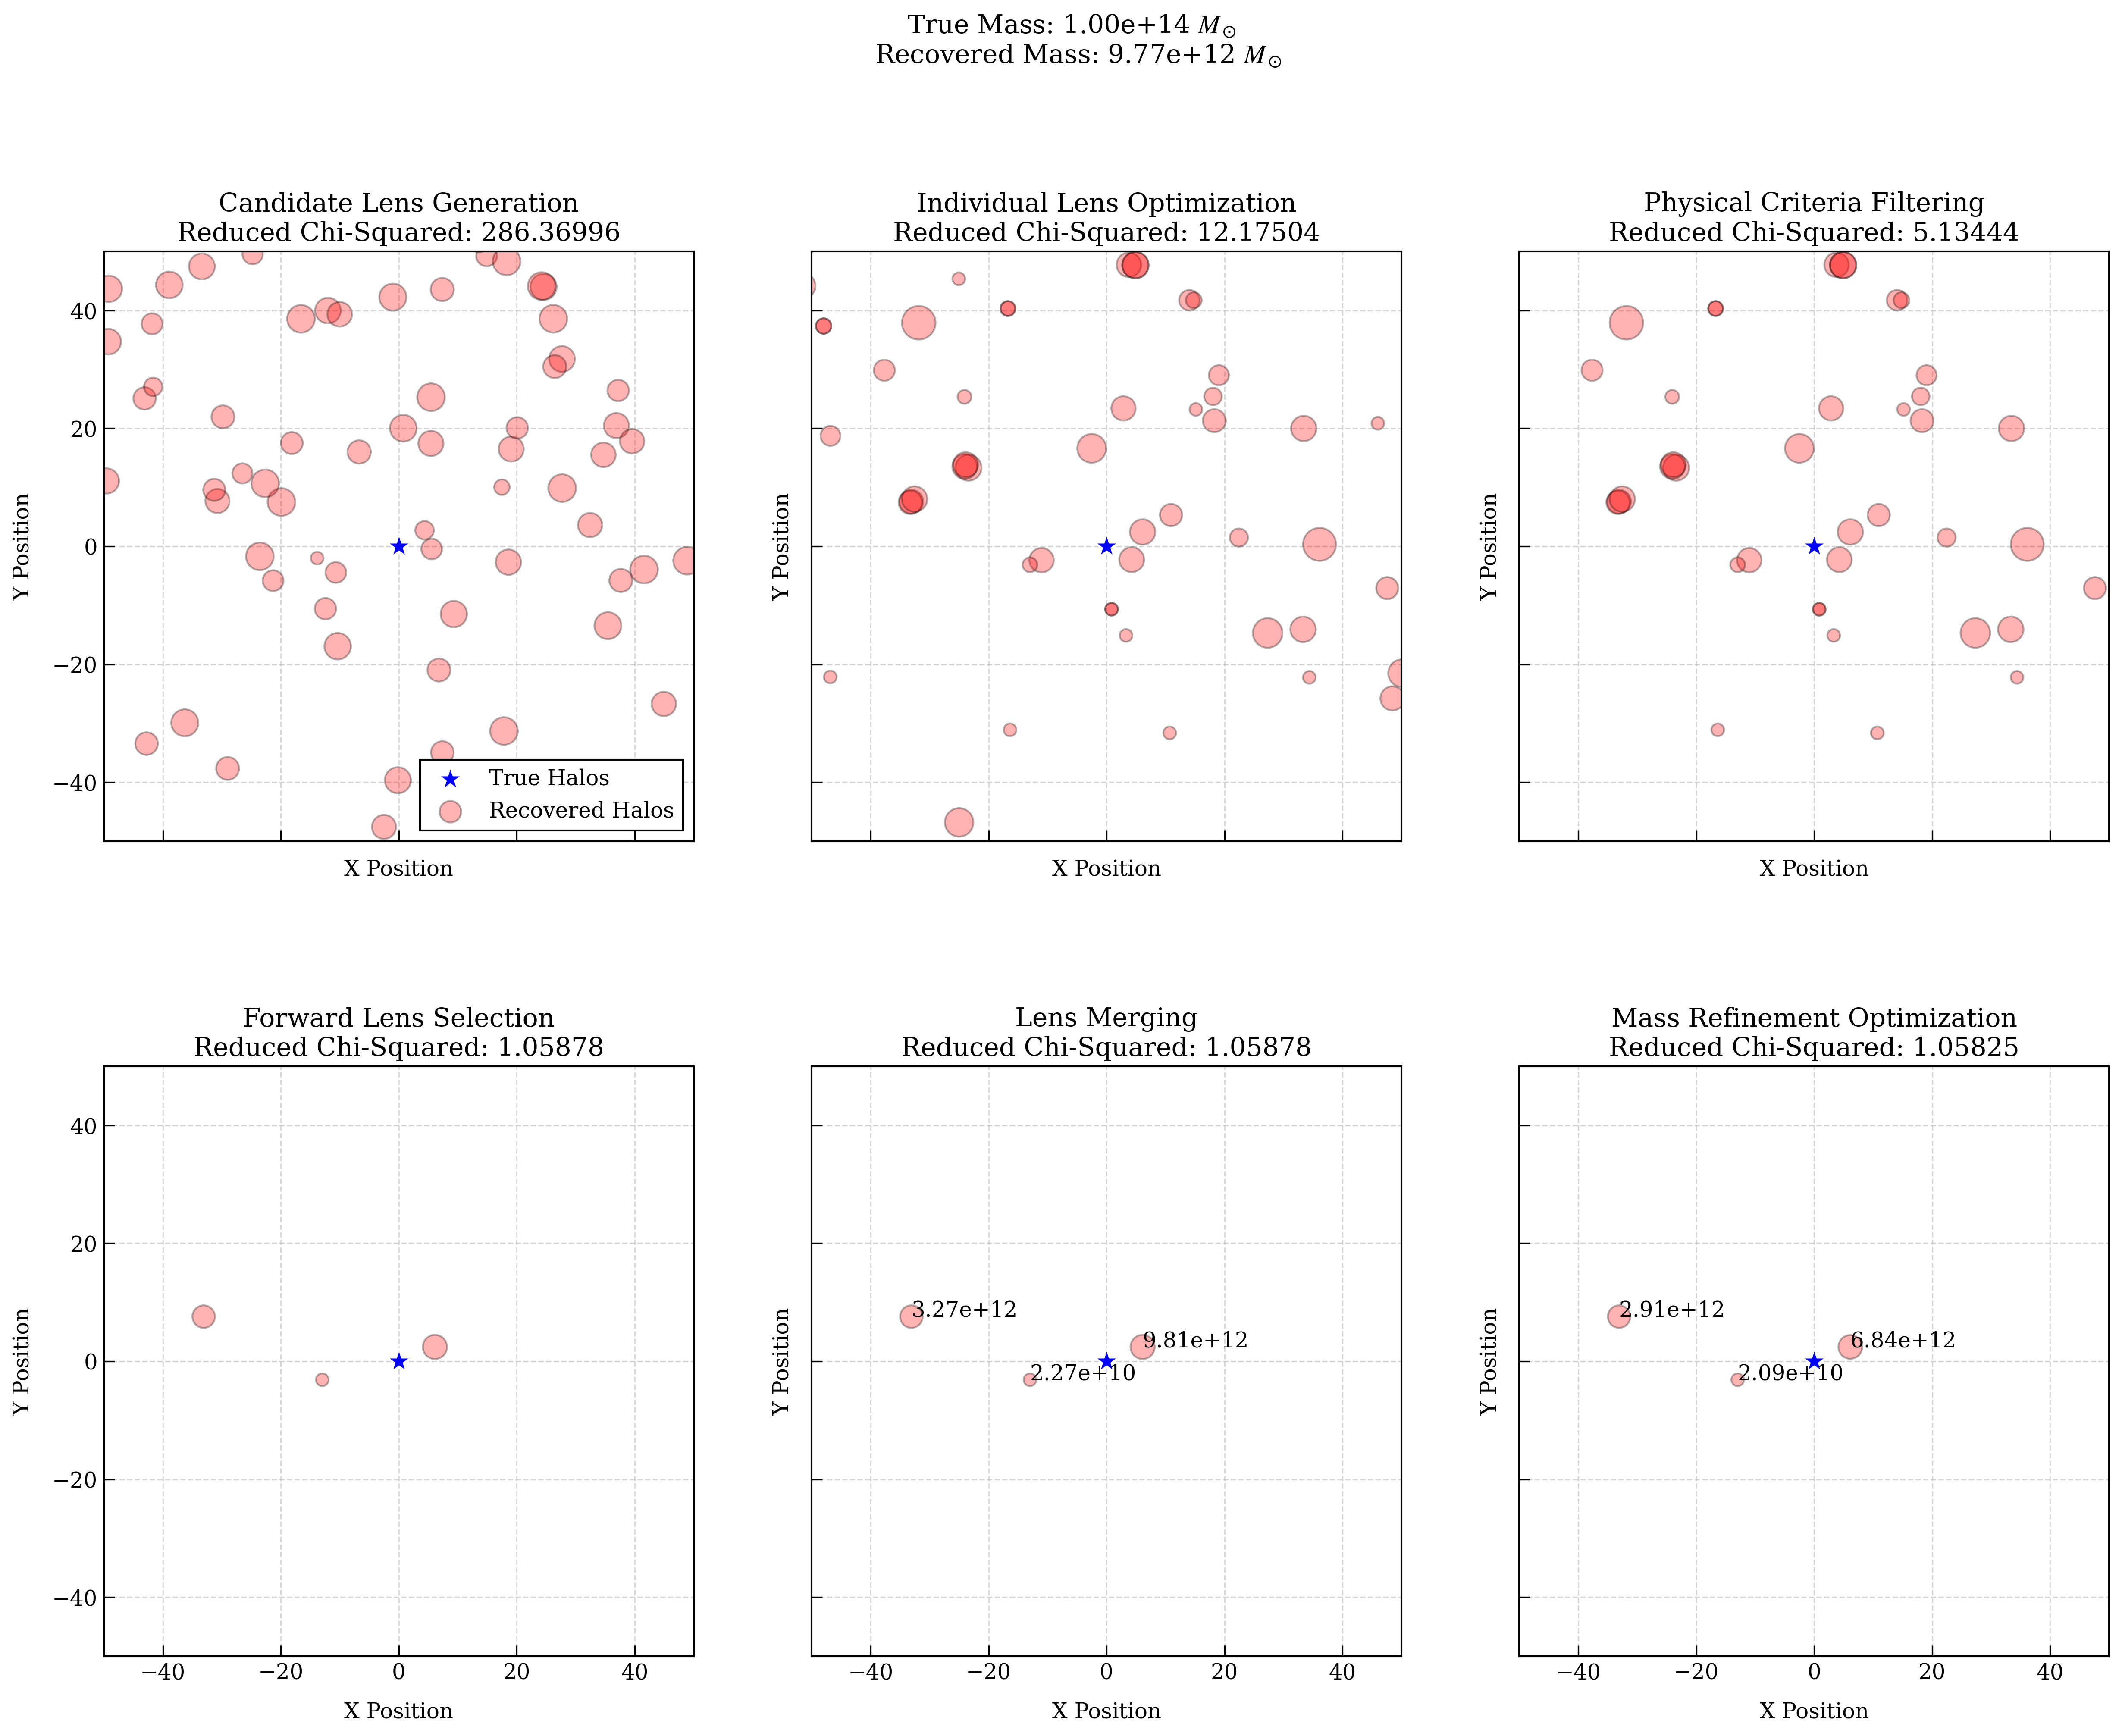 True Mass: 1.00e+14 M⊙
Recovered Mass: 9.77e+12 M⊙
Candidate Lens Generation
Reduced Chi-Squared: 286.36996
Individual Lens Optimization
Reduced Chi-Squared: 12.17504
Physical Criteria Filtering
Reduced Chi-Squared: 5.13444
Y Position
40
20
0
−20
−40
True Halos
Recovered Halos
X Position
Y Position
X Position
Y Position
X Position
Forward Lens Selection
Reduced Chi-Squared: 1.05878
Lens Merging
Reduced Chi-Squared: 1.05878
Mass Refinement Optimization
Reduced Chi-Squared: 1.05825
Y Position
40
20
0
−20
−40
−40 −20 0 20 40
X Position
Y Position
3.27e+12
9.81e+12
2.27e+10
−40 −20 0 20 40
X Position
Y Position
2.91e+12
6.84e+12
2.09e+10
−40 −20 0 20 40
X Position